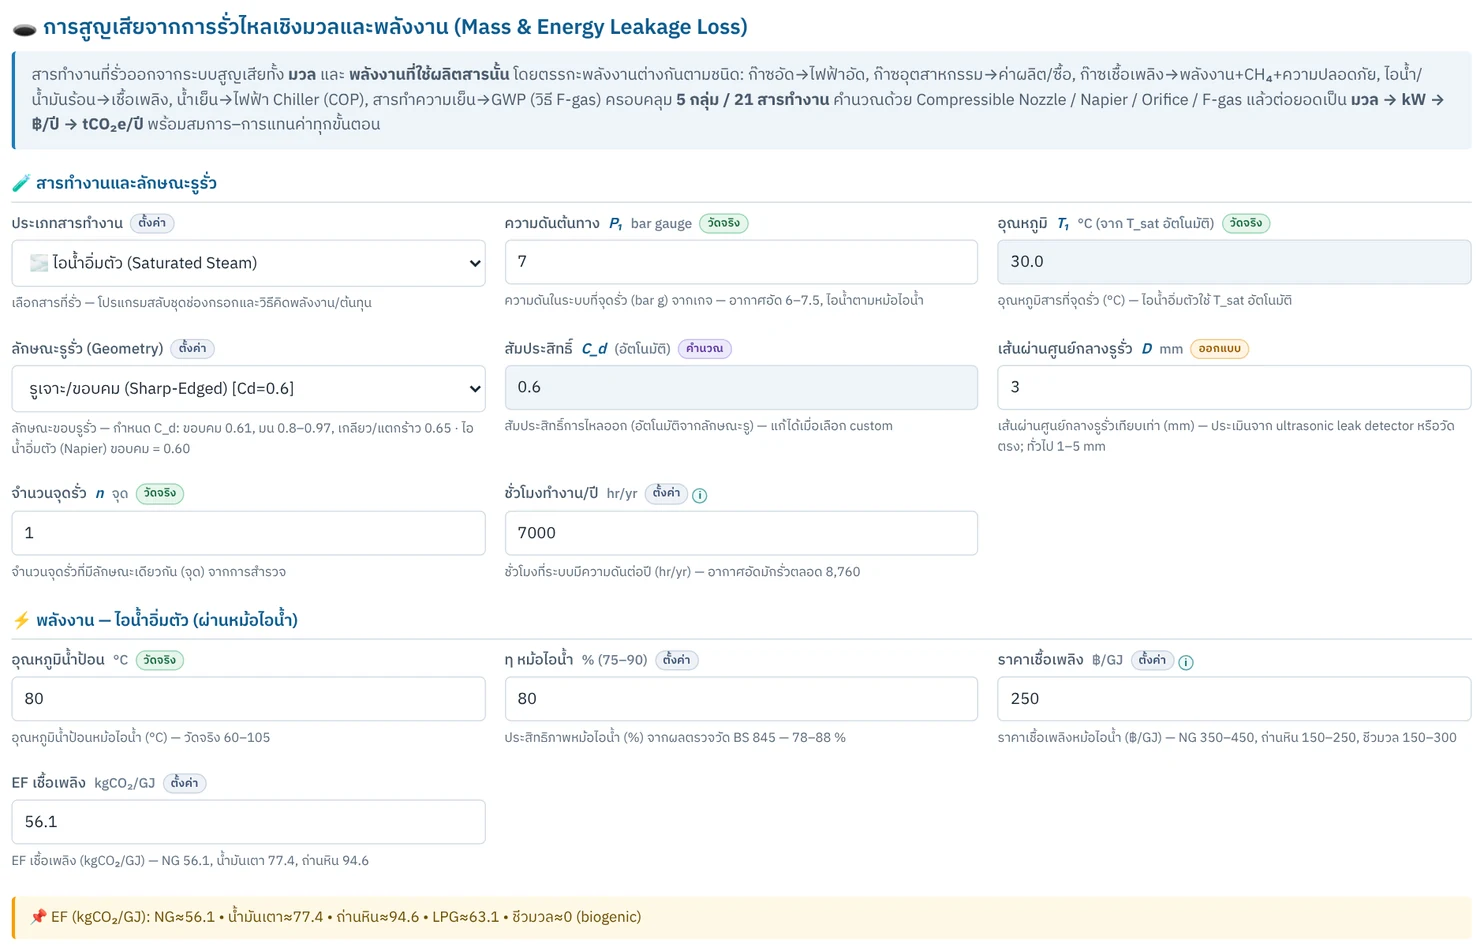 การสูญเสียจากการรั่วไหลเชิงมวลและพลังงาน (Mass & Energy Leakage Loss)
สารทำงานที่รั่วออกจากระบบสูญเสียทั้ง มวล และ พลังงานที่ใช้ผลิตสารนั้น โดยตรรกะพลังงานต่างกันตามชนิด: ก๊าซอัด→ไฟฟ้าอัด, ก๊าซอุตสาหกรรม→ค่าผลิต/ซื้อ, ก๊าซเชื้อเพลิง→พลังงาน+CH₄+ความปลอดภัย, ไอน้ำ/
น้ำมันร้อน→เชื้อเพลิง, น้ำเย็น→ไฟฟ้า Chiller (COP), สารทำความเย็น→GWP (วิธี F-gas) ครอบคลุม 5 กลุ่ม / 21 สารทำงาน คำนวณด้วย Compressible Nozzle / Napier / Orifice / F-gas แล้วต่อยอดเป็น มวล → kW →
฿/ปี → tCO₂e/ปี พร้อมสมการ–การแทนค่าทุกขั้นตอน
สารทำงานและลักษณะรูรั่ว
ประเภทสารทำงาน ตั้งค่า
ไอน้ำอิ่มตัว (Saturated Steam)
เลือกสารที่รั่ว — โปรแกรมสลับชุดช่องกรอกและวิธีคิดพลังงาน/ต้นทุน
ความดันต้นทาง P₁ bar gauge วัดจริง
7
ความดันในระบบที่จุดรั่ว (bar g) จากเกจ — อากาศอัด 6–7.5, ไอน้ำตามหม้อไอน้ำ
อุณหภูมิ T₁ °C (จาก T_sat อัตโนมัติ) วัดจริง
30.0
อุณหภูมิสารที่จุดรั่ว (°C) — ไอน้ำอิ่มตัวใช้ T_sat อัตโนมัติ
ลักษณะรูรั่ว (Geometry) ตั้งค่า
รูเจาะ/ขอบคม (Sharp-Edged) [Cd=0.6]
ลักษณะขอบรูรั่ว — กำหนด C_d: ขอบคม 0.61, มน 0.8–0.97, เกลียว/แตกร้าว 0.65 · ไอ
น้ำอิ่มตัว (Napier) ขอบคม = 0.60
สัมประสิทธิ์ C_d (อัตโนมัติ) คำนวณ
0.6
สัมประสิทธิ์การไหลออก (อัตโนมัติจากลักษณะรู) — แก้ได้เมื่อเลือก custom
เส้นผ่านศูนย์กลางรูรั่ว D mm ออกแบบ
3
เส้นผ่านศูนย์กลางรูรั่วเทียบเท่า (mm) — ประเมินจาก ultrasonic leak detector หรือวัด
ตรง; ทั่วไป 1–5 mm
จำนวนจุดรั่ว n จุด วัดจริง
1
จำนวนจุดรั่วที่มีลักษณะเดียวกัน (จุด) จากการสำรวจ
ชั่วโมงทำงาน/ปี hr/yr ตั้งค่า i
7000
ชั่วโมงที่ระบบมีความดันต่อปี (hr/yr) — อากาศอัดมักรั่วตลอด 8,760
พลังงาน — ไอน้ำอิ่มตัว (ผ่านหม้อไอน้ำ)
อุณหภูมิน้ำป้อน °C วัดจริง
80
อุณหภูมิน้ำป้อนหม้อไอน้ำ (°C) — วัดจริง 60–105
η หม้อไอน้ำ % (75–90) ตั้งค่า
80
ประสิทธิภาพหม้อไอน้ำ (%) จากผลตรวจวัด BS 845 — 78–88 %
ราคาเชื้อเพลิง ฿/GJ ตั้งค่า i
250
ราคาเชื้อเพลิงหม้อไอน้ำ (฿/GJ) — NG 350–450, ถ่านหิน 150–250, ชีวมวล 150–300
EF เชื้อเพลิง kgCO₂/GJ ตั้งค่า
56.1
EF เชื้อเพลิง (kgCO₂/GJ) — NG 56.1, น้ำมันเตา 77.4, ถ่านหิน 94.6
EF (kgCO₂/GJ): NG≈56.1 • น้ำมันเตา≈77.4 • ถ่านหิน≈94.6 • LPG≈63.1 • ชีวมวล≈0 (biogenic)